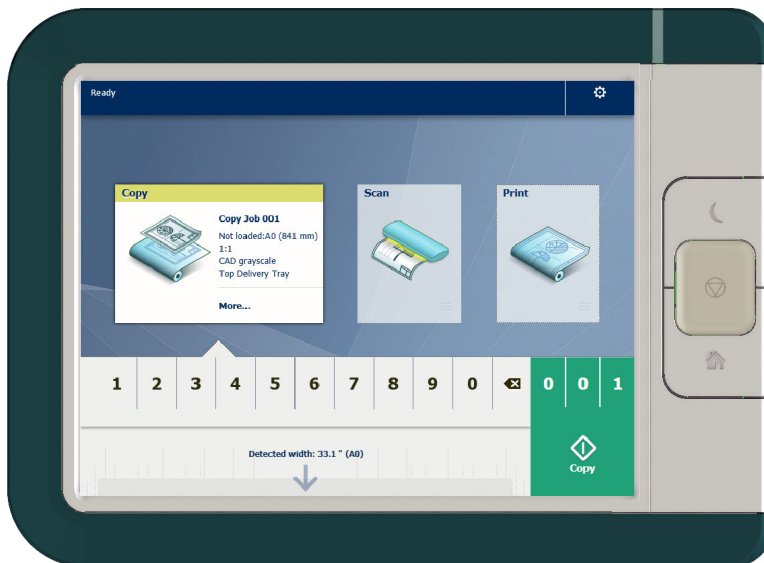 Ready
Copy
Copy Job 001
Not loaded:A0 (841 mm)
1:1
CAD grayscale
Top Delivery Tray
More...
Scan
Print
1 2 3 4 5 6 7 8 9 0 0 0 1
Detected width: 33.1 " (A0)
Copy